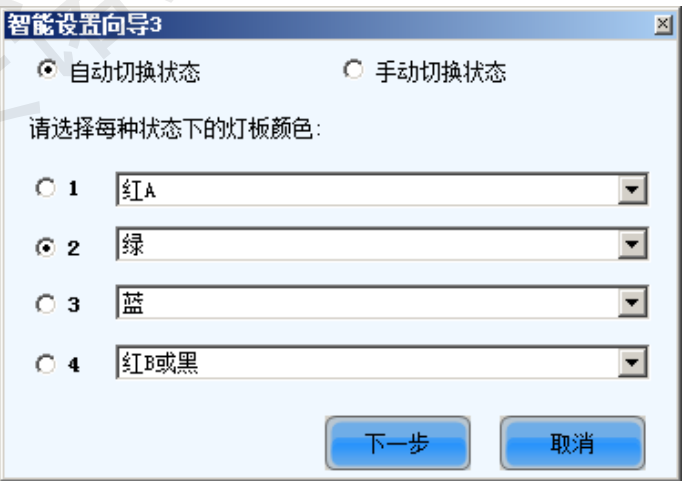 智能设置向导3
自动切换状态 手动切换状态
请选择每种状态下的灯板颜色:
1 红A
2 绿
3 蓝
4 红B或黑
下一步 取消